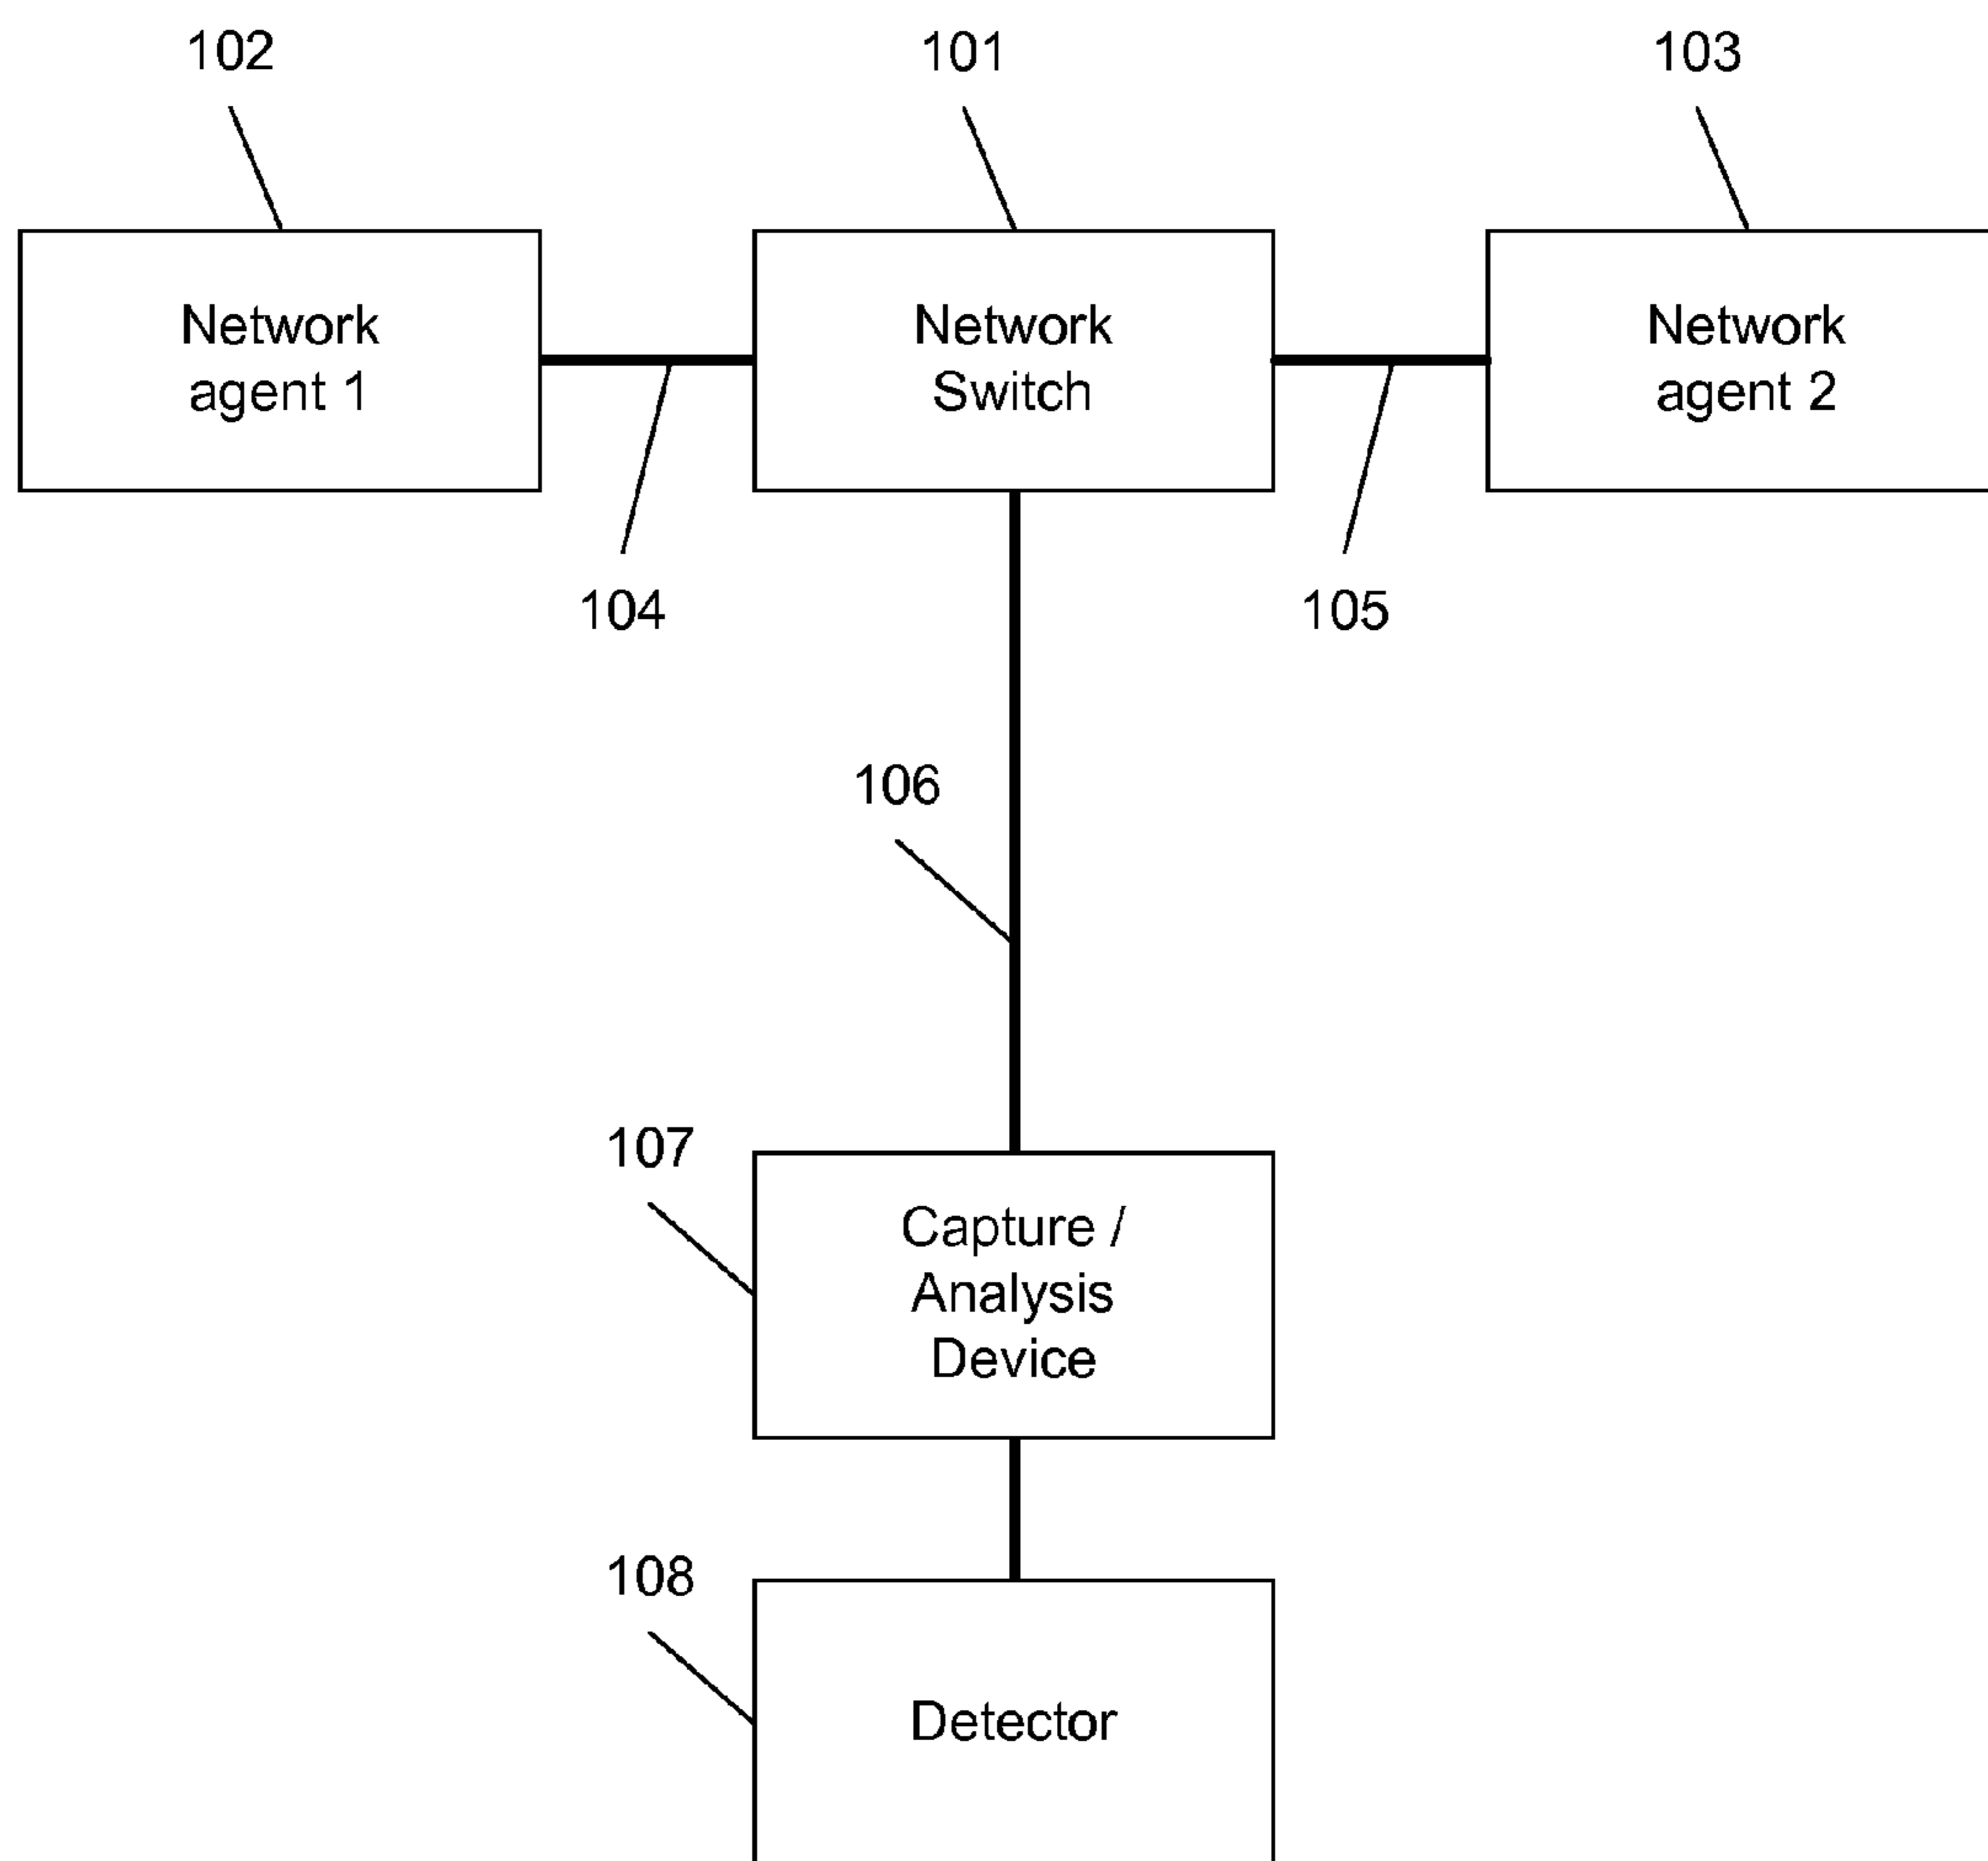 102
101
103
Network
agent 1
Network
Switch
Network
agent 2
104
105
106
107
Capture /
Analysis
Device
108
Detector